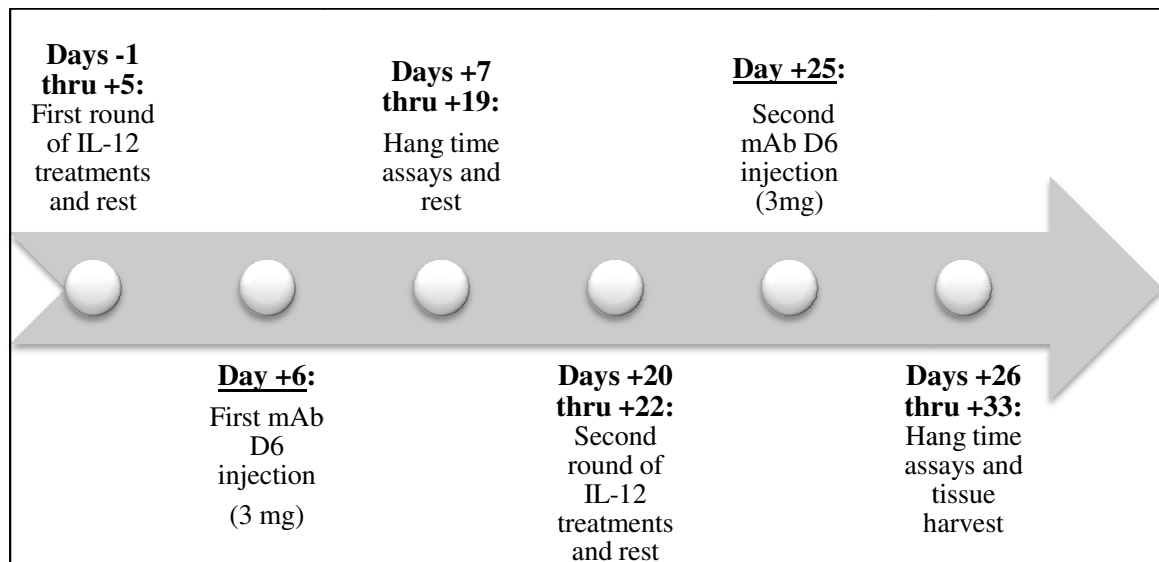 Days -1
thru +5:
First round
of IL-12
treatments
and rest
Day +6:
First mAb
D6
injection
(3 mg)
Days +7
thru +19:
Hang time
assays and
rest
Days +20
thru +22:
Second
round of
IL-12
treatments
and rest
Day +25:
Second
mAb D6
injection
(3mg)
Days +26
thru +33:
Hang time
assays and
tissue
harvest